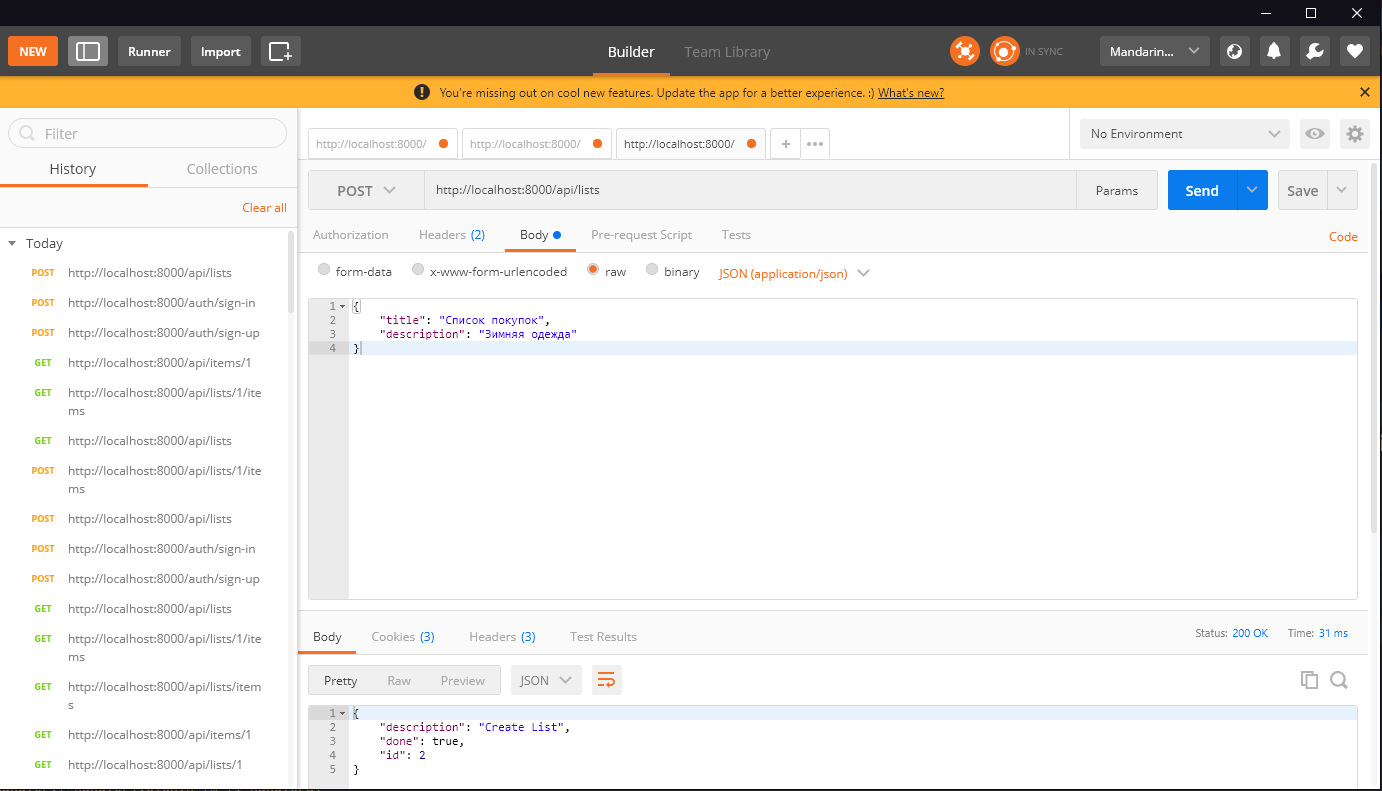 NEW
Runner
Import
Builder
Team Library
IN SYNC
Mandarin...
You're missing out on cool new features. Update the app for a better experience. :) What's new?
Filter
History
Collections
Clear all
Today
POST http://localhost:8000/api/lists
POST http://localhost:8000/auth/sign-in
POST http://localhost:8000/auth/sign-up
GET http://localhost:8000/api/items/1
GET http://localhost:8000/api/lists/1/ite
ms
GET http://localhost:8000/api/lists
POST http://localhost:8000/api/lists/1/ite
ms
POST http://localhost:8000/api/lists
POST http://localhost:8000/auth/sign-in
POST http://localhost:8000/auth/sign-up
GET http://localhost:8000/api/lists
GET http://localhost:8000/api/lists/1/ite
ms
GET http://localhost:8000/api/lists/item
s
GET http://localhost:8000/api/items/1
GET http://localhost:8000/api/lists/1
http://localhost:8000/
http://localhost:8000/
http://localhost:8000/
No Environment
POST
http://localhost:8000/api/lists
Params
Send
Save
Authorization
Headers (2)
Body
Pre-request Script
Tests
Code
form-data
x-www-form-urlencoded
raw
binary
JSON (application/json)
1 {
2 "title": "Список покупок",
3 "description": "Зимняя одежда"
4 }
Body
Cookies (3)
Headers (3)
Test Results
Status: 200 OK
Time: 31 ms
Pretty
Raw
Preview
JSON
1 {
2 "description": "Create List",
3 "done": true,
4 "id": 2
5 }